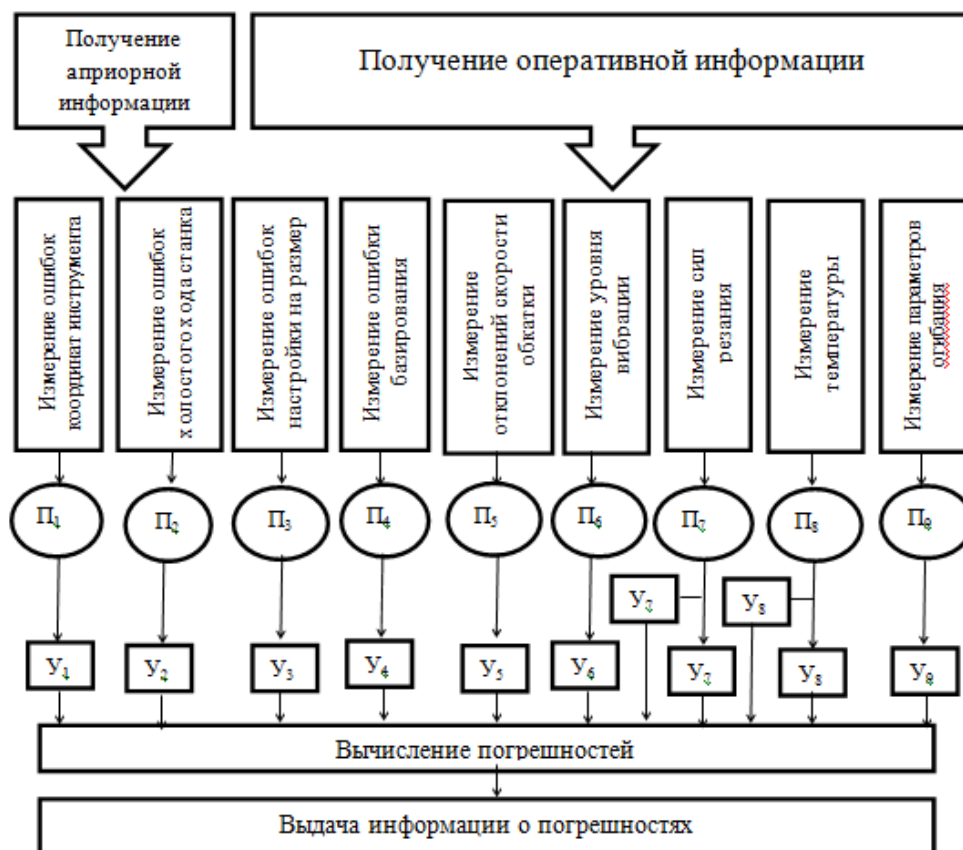 Получение
априорной
информации
Получение оперативной информации
Измерение ошибок
координат инструмента
Измерение ошибок
холостого хода станка
Измерение ошибок
настройки на размер
Измерение ошибки
базирования
Измерение
отклонений скорости
обкатки
Измерение уровня
вибрации
Измерение сил
резания
Измерение
температуры
Измерение параметров
огибания
П1
П2
П3
П4
П5
П6
П7
П8
П9
У7
У8
У1
У2
У3
У4
У5
У6
У7
У8
У9
Вычисление погрешностей
Выдача информации о погрешностях